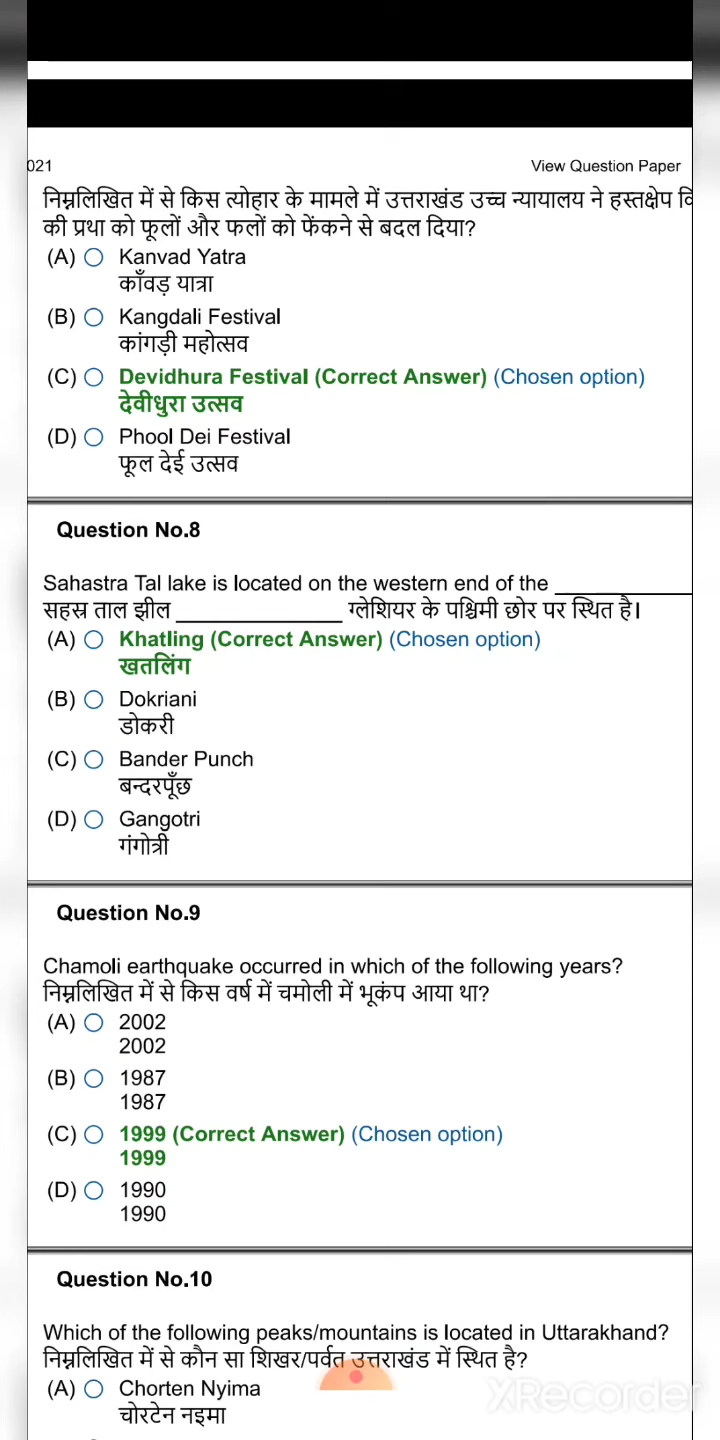 021
View Question Paper
निम्नलिखित में से किस त्योहार के मामले में उत्तराखंड उच्च न्यायालय ने हस्तक्षेप
की प्रथा को फूलों और फलों को फेंकने से बदल दिया?
(A) Kanvad Yatra
काँवड़ यात्रा
(B) Kangdali Festival
कांगड़ी महोत्सव
(C) Devidhura Festival (Correct Answer) (Chosen option)
देवीधुरा उत्सव
(D) Phool Dei Festival
फूल देई उत्सव
Question No.8
Sahastra Tal lake is located on the western end of the ____________
सहस्र ताल झील ______________ ग्लेशियर के पश्चिमी छोर पर स्थित है।
(A) Khatling (Correct Answer) (Chosen option)
खतलिंग
(B) Dokriani
डोकरी
(C) Bander Punch
बन्दरपूँछ
(D) Gangotri
गंगोत्री
Question No.9
Chamoli earthquake occurred in which of the following years?
निम्नलिखित में से किस वर्ष में चमोली में भूकंप आया था?
(A) 2002
2002
(B) 1987
1987
(C) 1999 (Correct Answer) (Chosen option)
1999
(D) 1990
1990
Question No.10
Which of the following peaks/mountains is located in Uttarakhand?
निम्नलिखित में से कौन सा शिखर/पर्वत उत्तराखंड में स्थित है?
(A) Chorten Nyima
चोरटेन नइमा
XRecorder